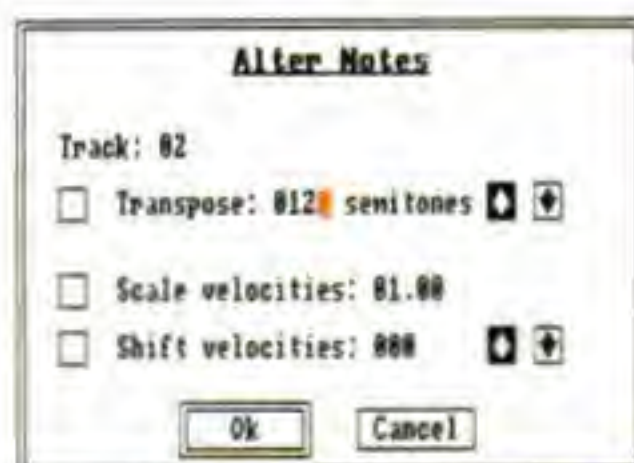 Alter Notes
Track: 02
Transpose: 012 semitones
Scale velocities: 01.00
Shift velocities: 000
Ok Cancel